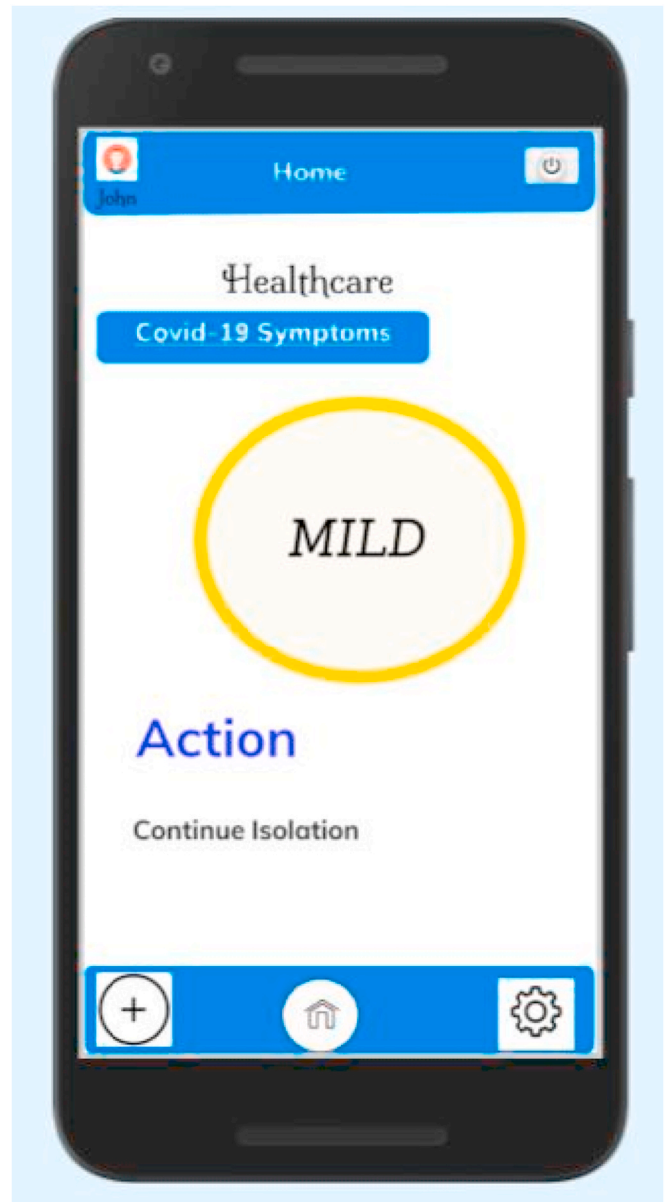 Home
John
Healthcare
Covid-19 Symptoms
MILD
Action
Continue Isolation